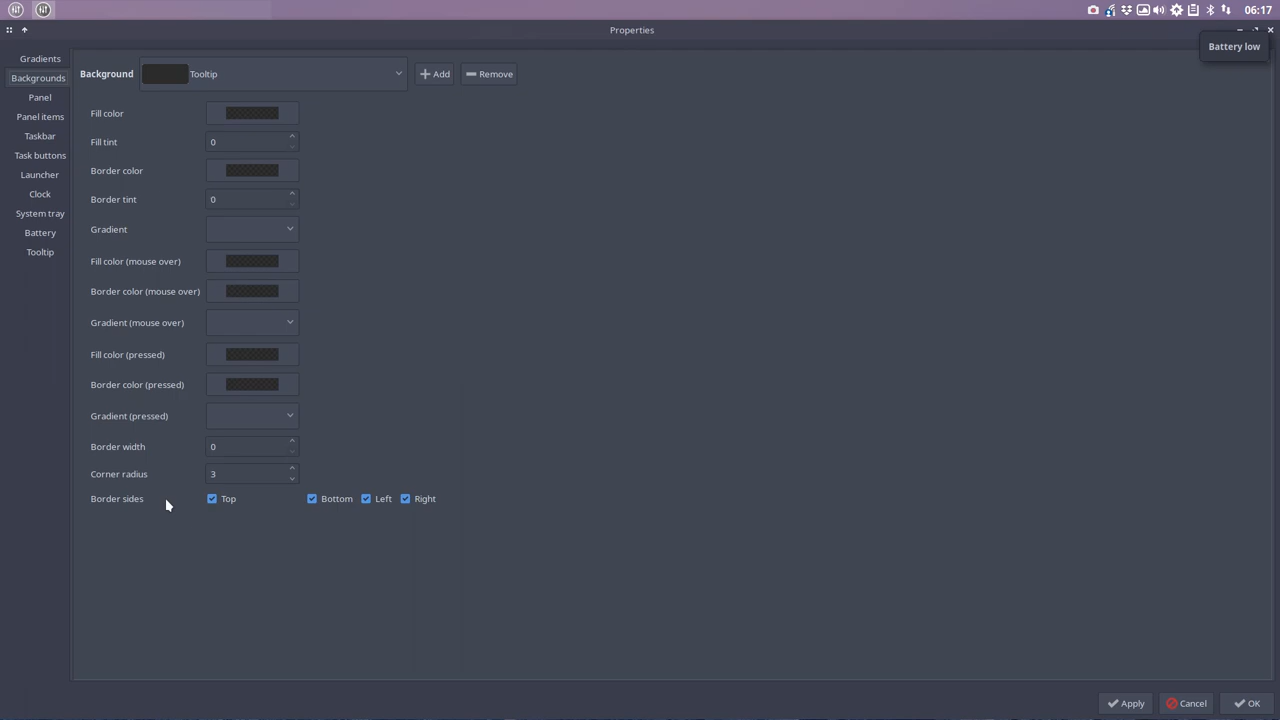 06:17
Properties
Battery low
Gradients
Backgrounds
Panel
Panel items
Taskbar
Task buttons
Launcher
Clock
System tray
Battery
Tooltip
Background Tooltip Add Remove
Fill color
Fill tint 0
Border color
Border tint 0
Gradient
Fill color (mouse over)
Border color (mouse over)
Gradient (mouse over)
Fill color (pressed)
Border color (pressed)
Gradient (pressed)
Border width 0
Corner radius 3
Border sides Top Bottom Left Right
Apply Cancel OK